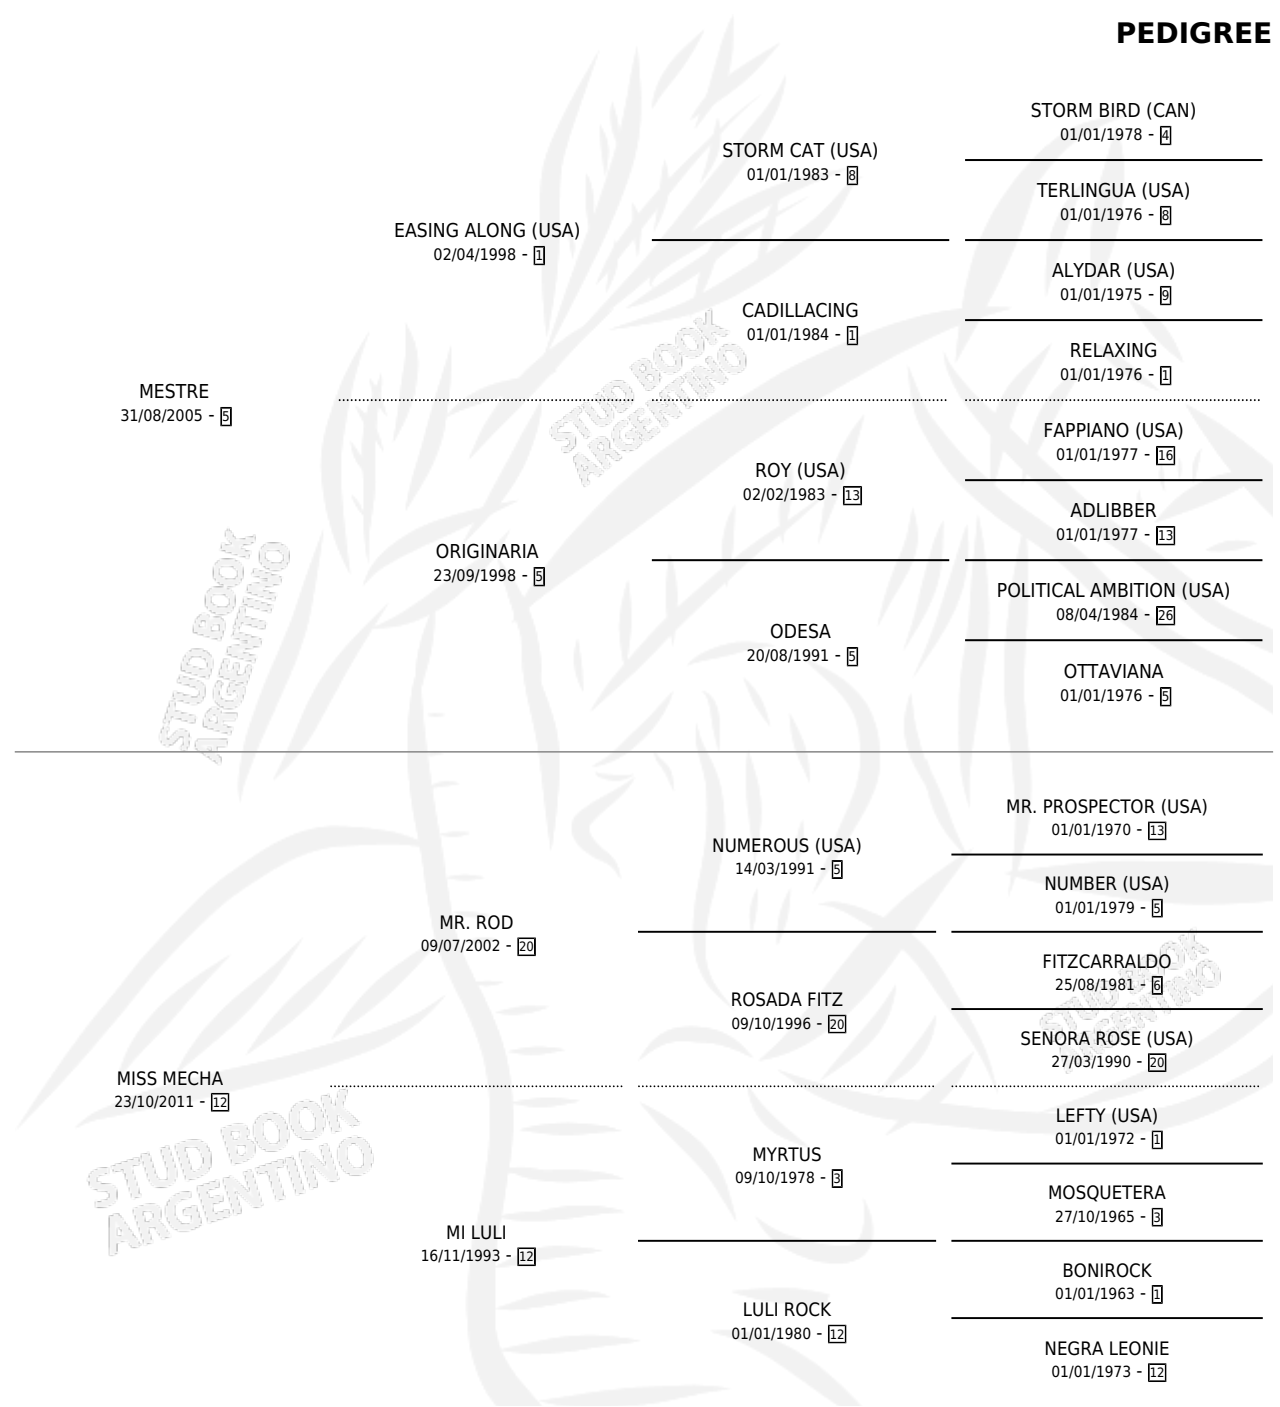 PEDIGREE
STORM BIRD (CAN)
01/01/1978 - 4
STORM CAT (USA)
01/01/1983 - 8
TERLINGUA (USA)
01/01/1976 - 8
EASING ALONG (USA)
02/04/1998 - 1
ALYDAR (USA)
01/01/1975 - 9
CADILLACING
01/01/1984 - 1
RELAXING
01/01/1976 - 1
MESTRE
31/08/2005 - 5
FAPPIANO (USA)
01/01/1977 - 16
ROY (USA)
02/02/1983 - 13
ADLIBBER
01/01/1977 - 13
ORIGINARIA
23/09/1998 - 5
POLITICAL AMBITION (USA)
08/04/1984 - 26
ODESA
20/08/1991 - 5
OTTAVIANA
01/01/1976 - 5
MR. PROSPECTOR (USA)
01/01/1970 - 13
NUMEROUS (USA)
14/03/1991 - 5
NUMBER (USA)
01/01/1979 - 5
MR. ROD
09/07/2002 - 20
FITZCARRALDO
25/08/1981 - 6
ROSADA FITZ
09/10/1996 - 20
SENORA ROSE (USA)
27/03/1990 - 20
MISS MECHA
23/10/2011 - 12
LEFTY (USA)
01/01/1972 - 1
MYRTUS
09/10/1978 - 3
MOSQUETERA
27/10/1965 - 3
MI LULI
16/11/1993 - 12
BONIROCK
01/01/1963 - 1
LULI ROCK
01/01/1980 - 12
NEGRA LEONIE
01/01/1973 - 12
STUD BOOK
ARGENTINO
STUD BOOK
ARGENTINO
STUD BOOK
ARGENTINO
STUD BOOK
ARGENTINO